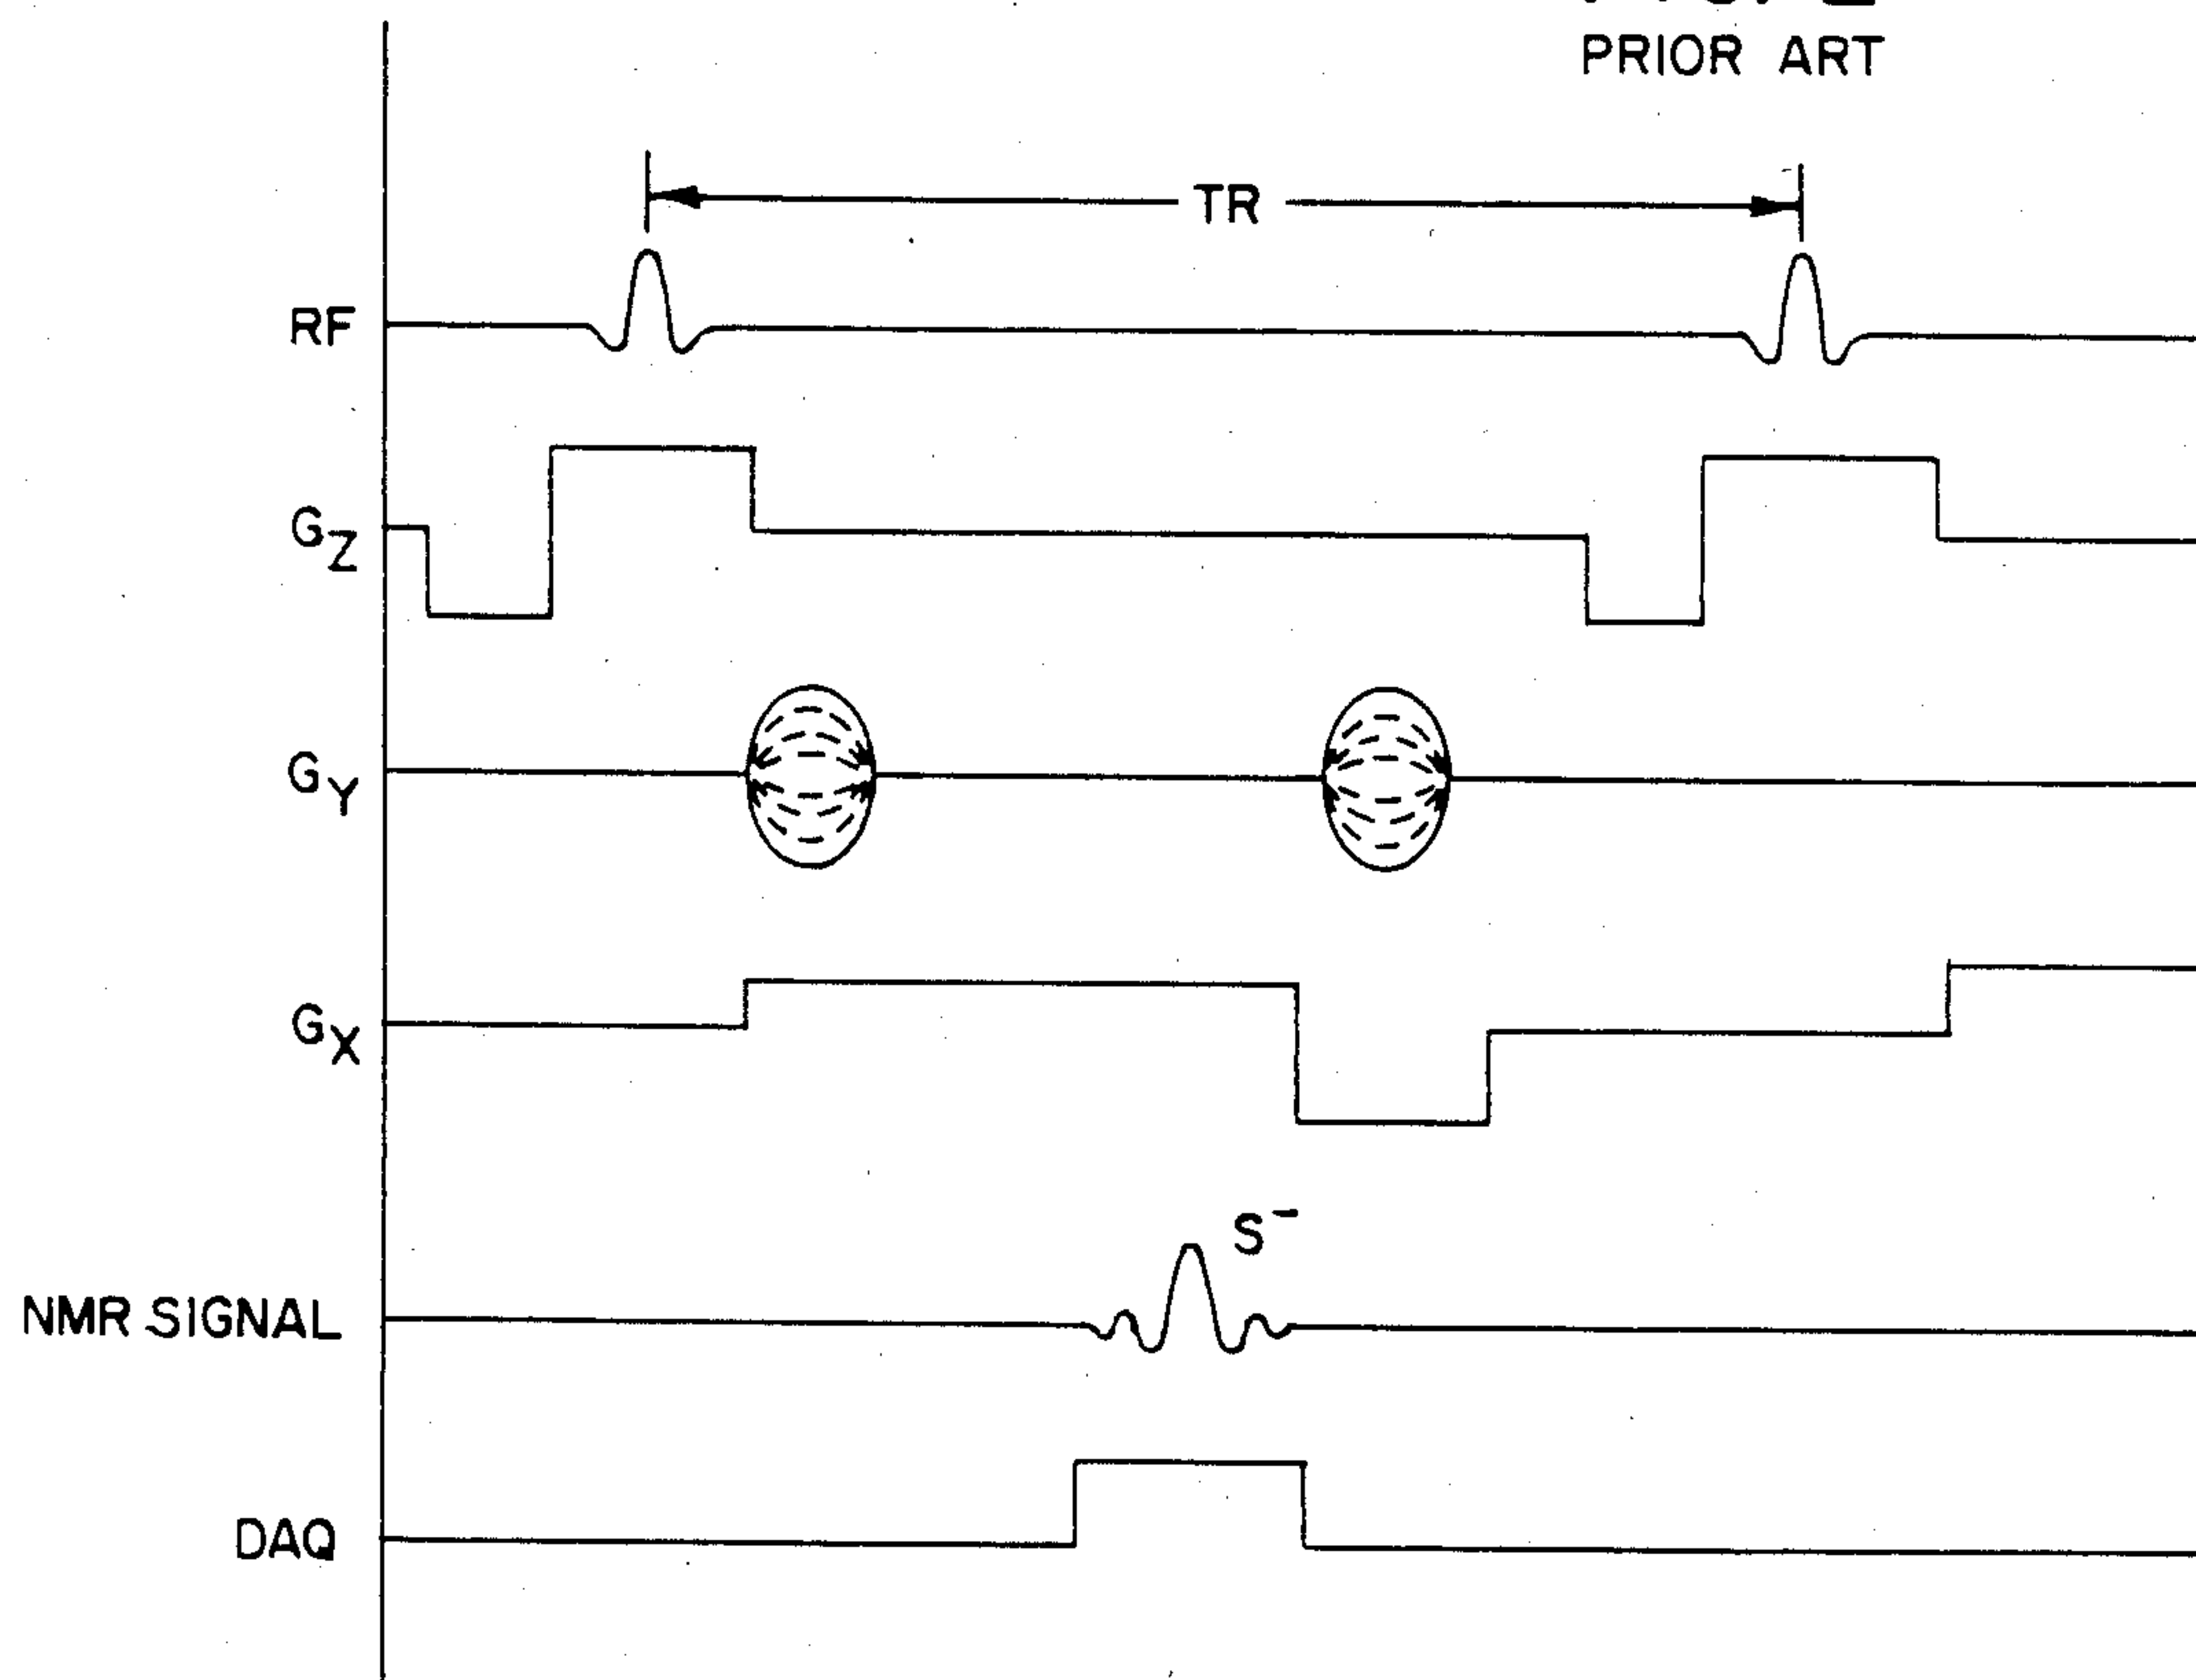 PRIOR ART
TR
RF
GZ
GY
GX
S⁻
NMR SIGNAL
DAQ